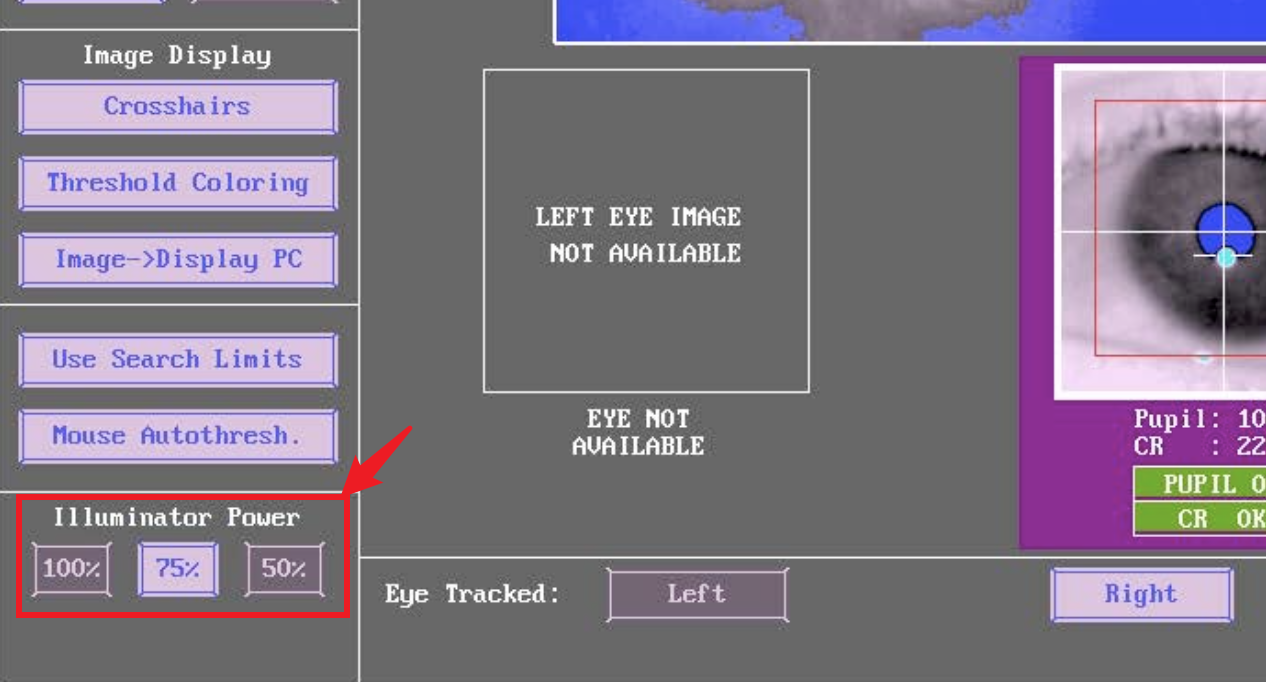 Image Display
Crosshairs
Threshold Coloring
Image->Display PC
Use Search Limits
Mouse Autothresh.
Illuminator Power
100%
75%
50%
LEFT EYE IMAGE
NOT AVAILABLE
EYE NOT
AVAILABLE
Pupil: 10
CR : 22
PUPIL O
CR OK
Eye Tracked:
Left
Right